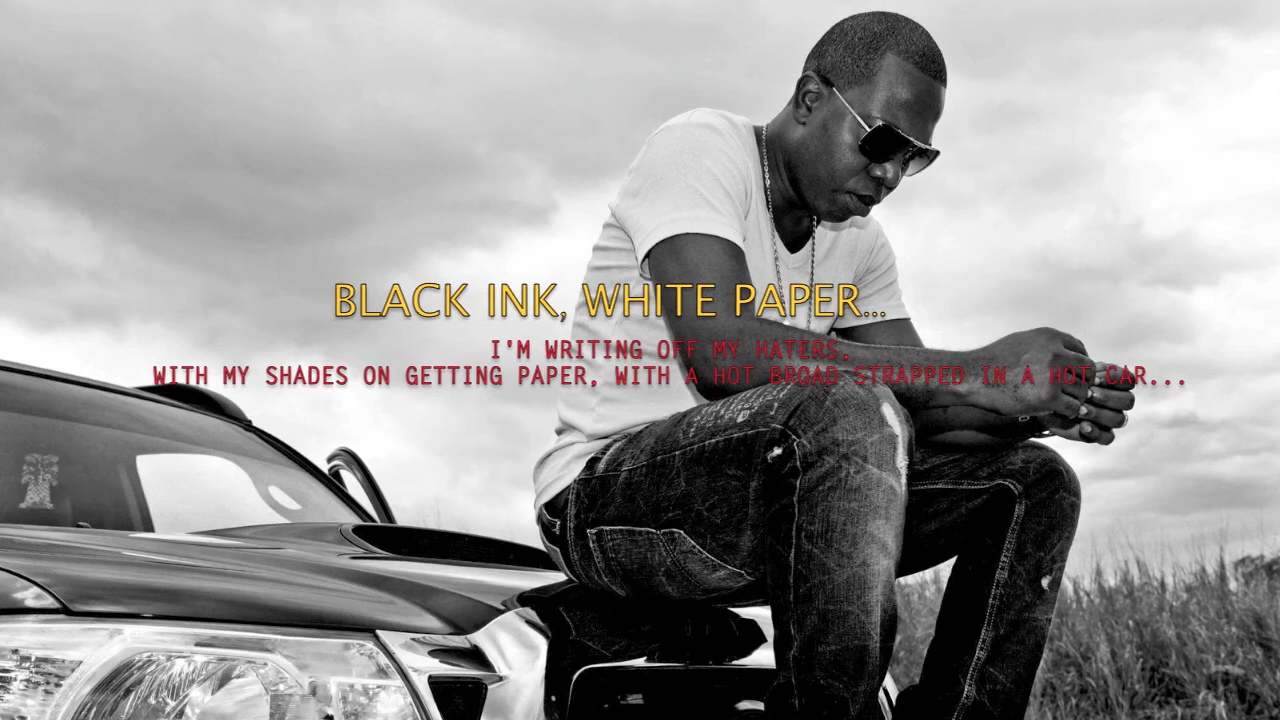 BLACK INK, WHITE PAPER...
I'M WRITING OFF MY HATERS,
WITH MY SHADES ON GETTING PAPER, WITH A HOT BROAD STRAPPED IN A HOT CAR...